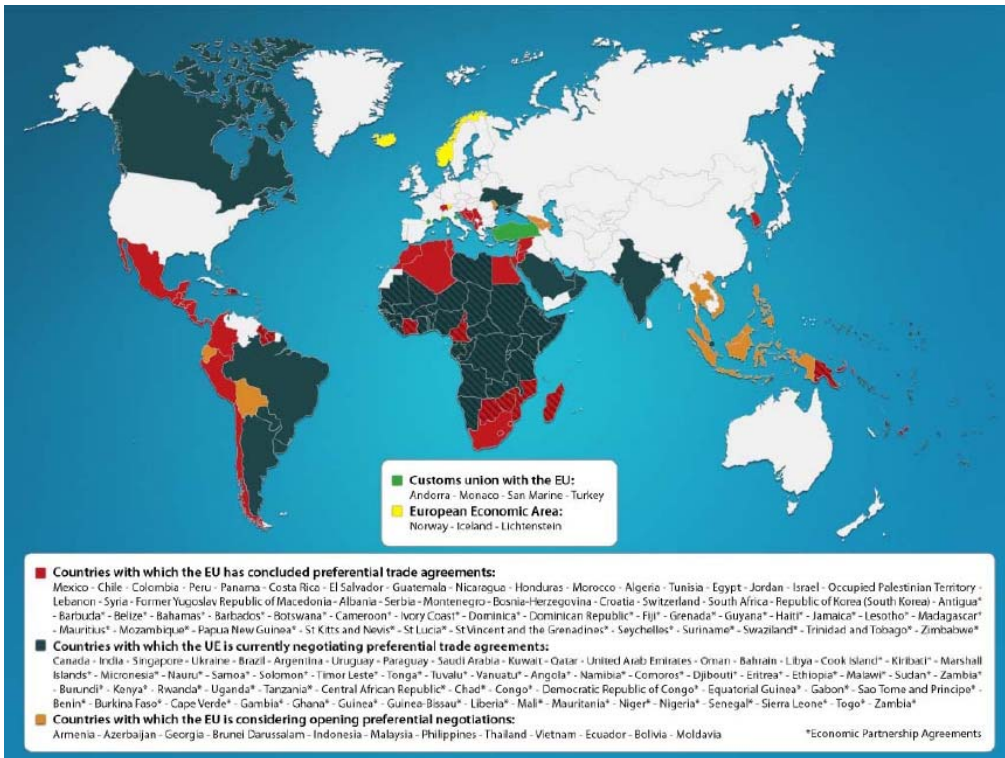 Customs union with the EU:
Andorra - Monaco - San Marine - Turkey
European Economic Area:
Norway - Iceland - Lichtenstein
Countries with which the EU has concluded preferential trade agreements:
Mexico - Chile - Colombia - Peru - Panama - Costa Rica - El Salvador - Guatemala - Nicaragua - Honduras - Morocco - Algeria - Tunisia - Egypt - Jordan - Israel - Occupied Palestinian Territory -
Lebanon - Syria - Former Yugoslav Republic of Macedonia - Albania - Serbia - Montenegro - Bosnia-Herzegovina - Croatia - Switzerland - South Africa - Republic of Korea (South Korea) - Antigua*
- Barbuda* - Belize* - Bahamas* - Barbados* - Botswana* - Cameroon* - Ivory Coast* - Dominica* - Dominican Republic* - Fiji* - Grenada* - Guyana* - Haiti* - Jamaica* - Lesotho* - Madagascar*
- Mauritius* - Mozambique* - Papua New Guinea* - St Kitts and Nevis* - St Lucia* - St Vincent and the Grenadines* - Seychelles* - Suriname* - Swaziland* - Trinidad and Tobago* - Zimbabwe*
Countries with which the UE is currently negotiating preferential trade agreements:
Canada - India - Singapore - Ukraine - Brazil - Argentina - Uruguay - Paraguay - Saudi Arabia - Kuwait - Qatar - United Arab Emirates - Oman - Bahrain - Libya - Cook Island* - Kiribati* - Marshall
Islands* - Micronesia* - Nauru* - Samoa* - Solomon* - Timor Leste* - Tonga* - Tuvalu* - Vanuatu* - Angola* - Namibia* - Comoros* - Djibouti* - Eritrea* - Ethiopia* - Malawi* - Sudan* - Zambia*
- Burundi* - Kenya* - Rwanda* - Uganda* - Tanzania* - Central African Republic* - Chad* - Congo* - Democratic Republic of Congo* - Equatorial Guinea* - Gabon* - Sao Tome and Principe* -
Benin* - Burkina Faso* - Cape Verde* - Gambia* - Ghana* - Guinea* - Guinea-Bissau* - Liberia* - Mali* - Mauritania* - Niger* - Nigeria* - Senegal* - Sierra Leone* - Togo* - Zambia*
Countries with which the EU is considering opening preferential negotiations:
Armenia - Azerbaijan - Georgia - Brunei Darussalam - Indonesia - Malaysia - Philippines - Thailand - Vietnam - Ecuador - Bolivia - Moldavia
*Economic Partnership Agreements